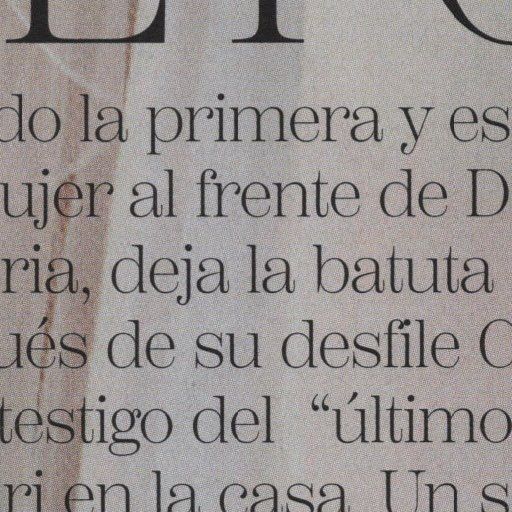 do la primera y es
ujer al frente de D
ria, deja la batuta
ués de su desfile C
testigo del “último
ri en la casa Un s